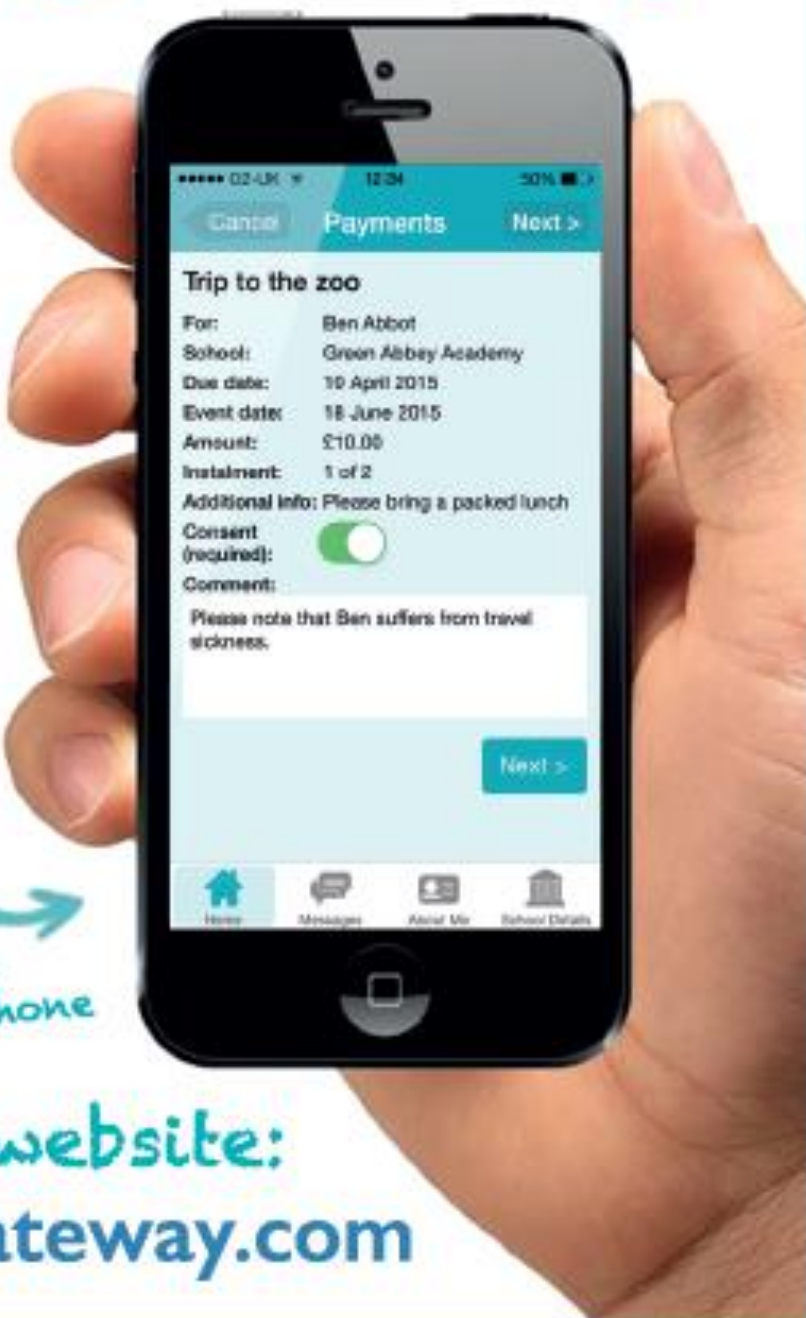 O2-UK 12:34 50%
Cancel Payments Next >
Trip to the zoo
For: Ben Abbot
School: Green Abbey Academy
Due date: 10 April 2015
Event date: 18 June 2015
Amount: £10.00
Instalment: 1 of 2
Additional info: Please bring a packed lunch
Consent
(required):
Comment:
Please note that Ben suffers from travel
sickness.
Next >
Home Messages About Me School Details
hone
website:
ateway.com